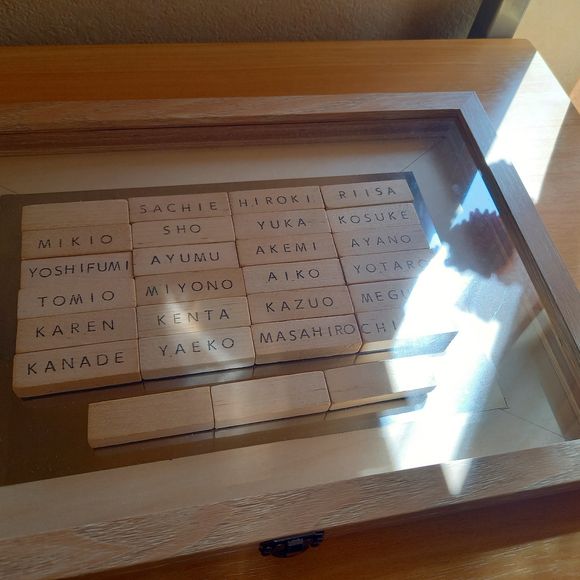 SACHIE HIROKI RIISA
MIKIO SHO YUKA KOSUKE
YOSHIFUMI AYUMU AKEMI AYANO
TOMIO MIYONO AIKO YOTARO
KAREN KENTA KAZUO
KANADE YAEKO MASAHIRO